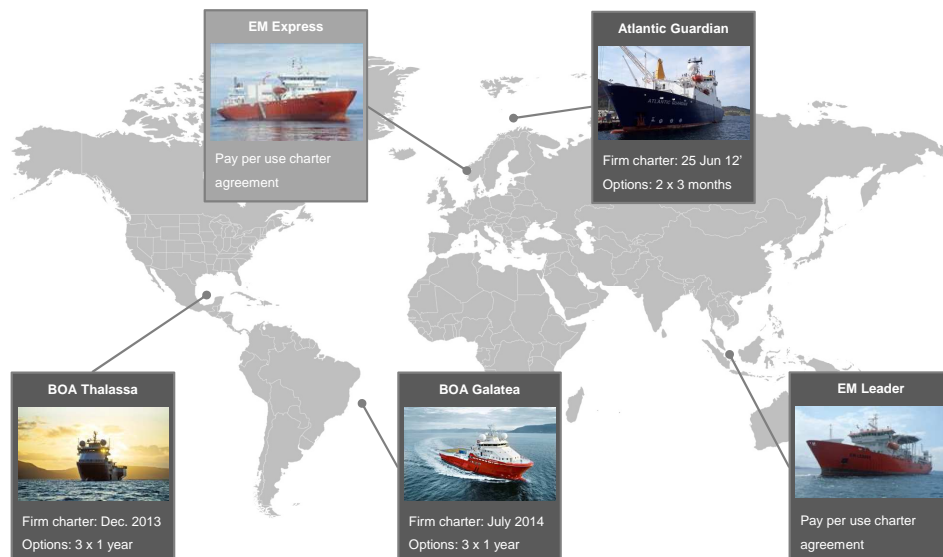 EM Express
Pay per use charter
agreement
Atlantic Guardian
ATLANTIC GUARDIAN
Firm charter: 25 Jun 12'
Options: 2 x 3 months
BOA Thalassa
Firm charter: Dec. 2013
Options: 3 x 1 year
BOA Galatea
Firm charter: July 2014
Options: 3 x 1 year
EM Leader
Pay per use charter
agreement